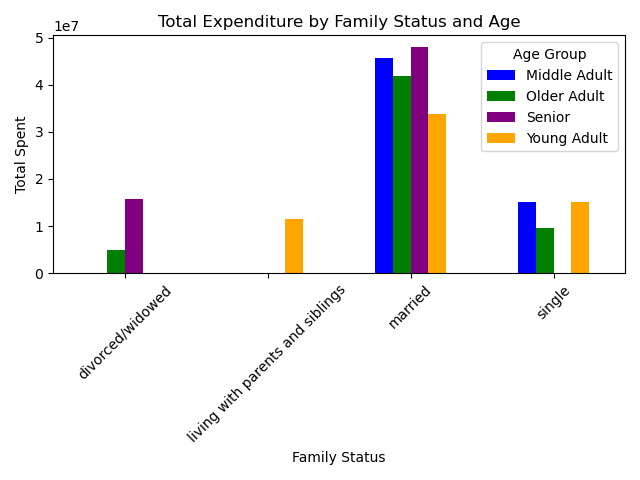 Total Expenditure by Family Status and Age
1e7
Total Spent
5
4
3
2
1
0
Age Group
Middle Adult
Older Adult
Senior
Young Adult
divorced/widowed
living with parents and siblings
married
single
Family Status